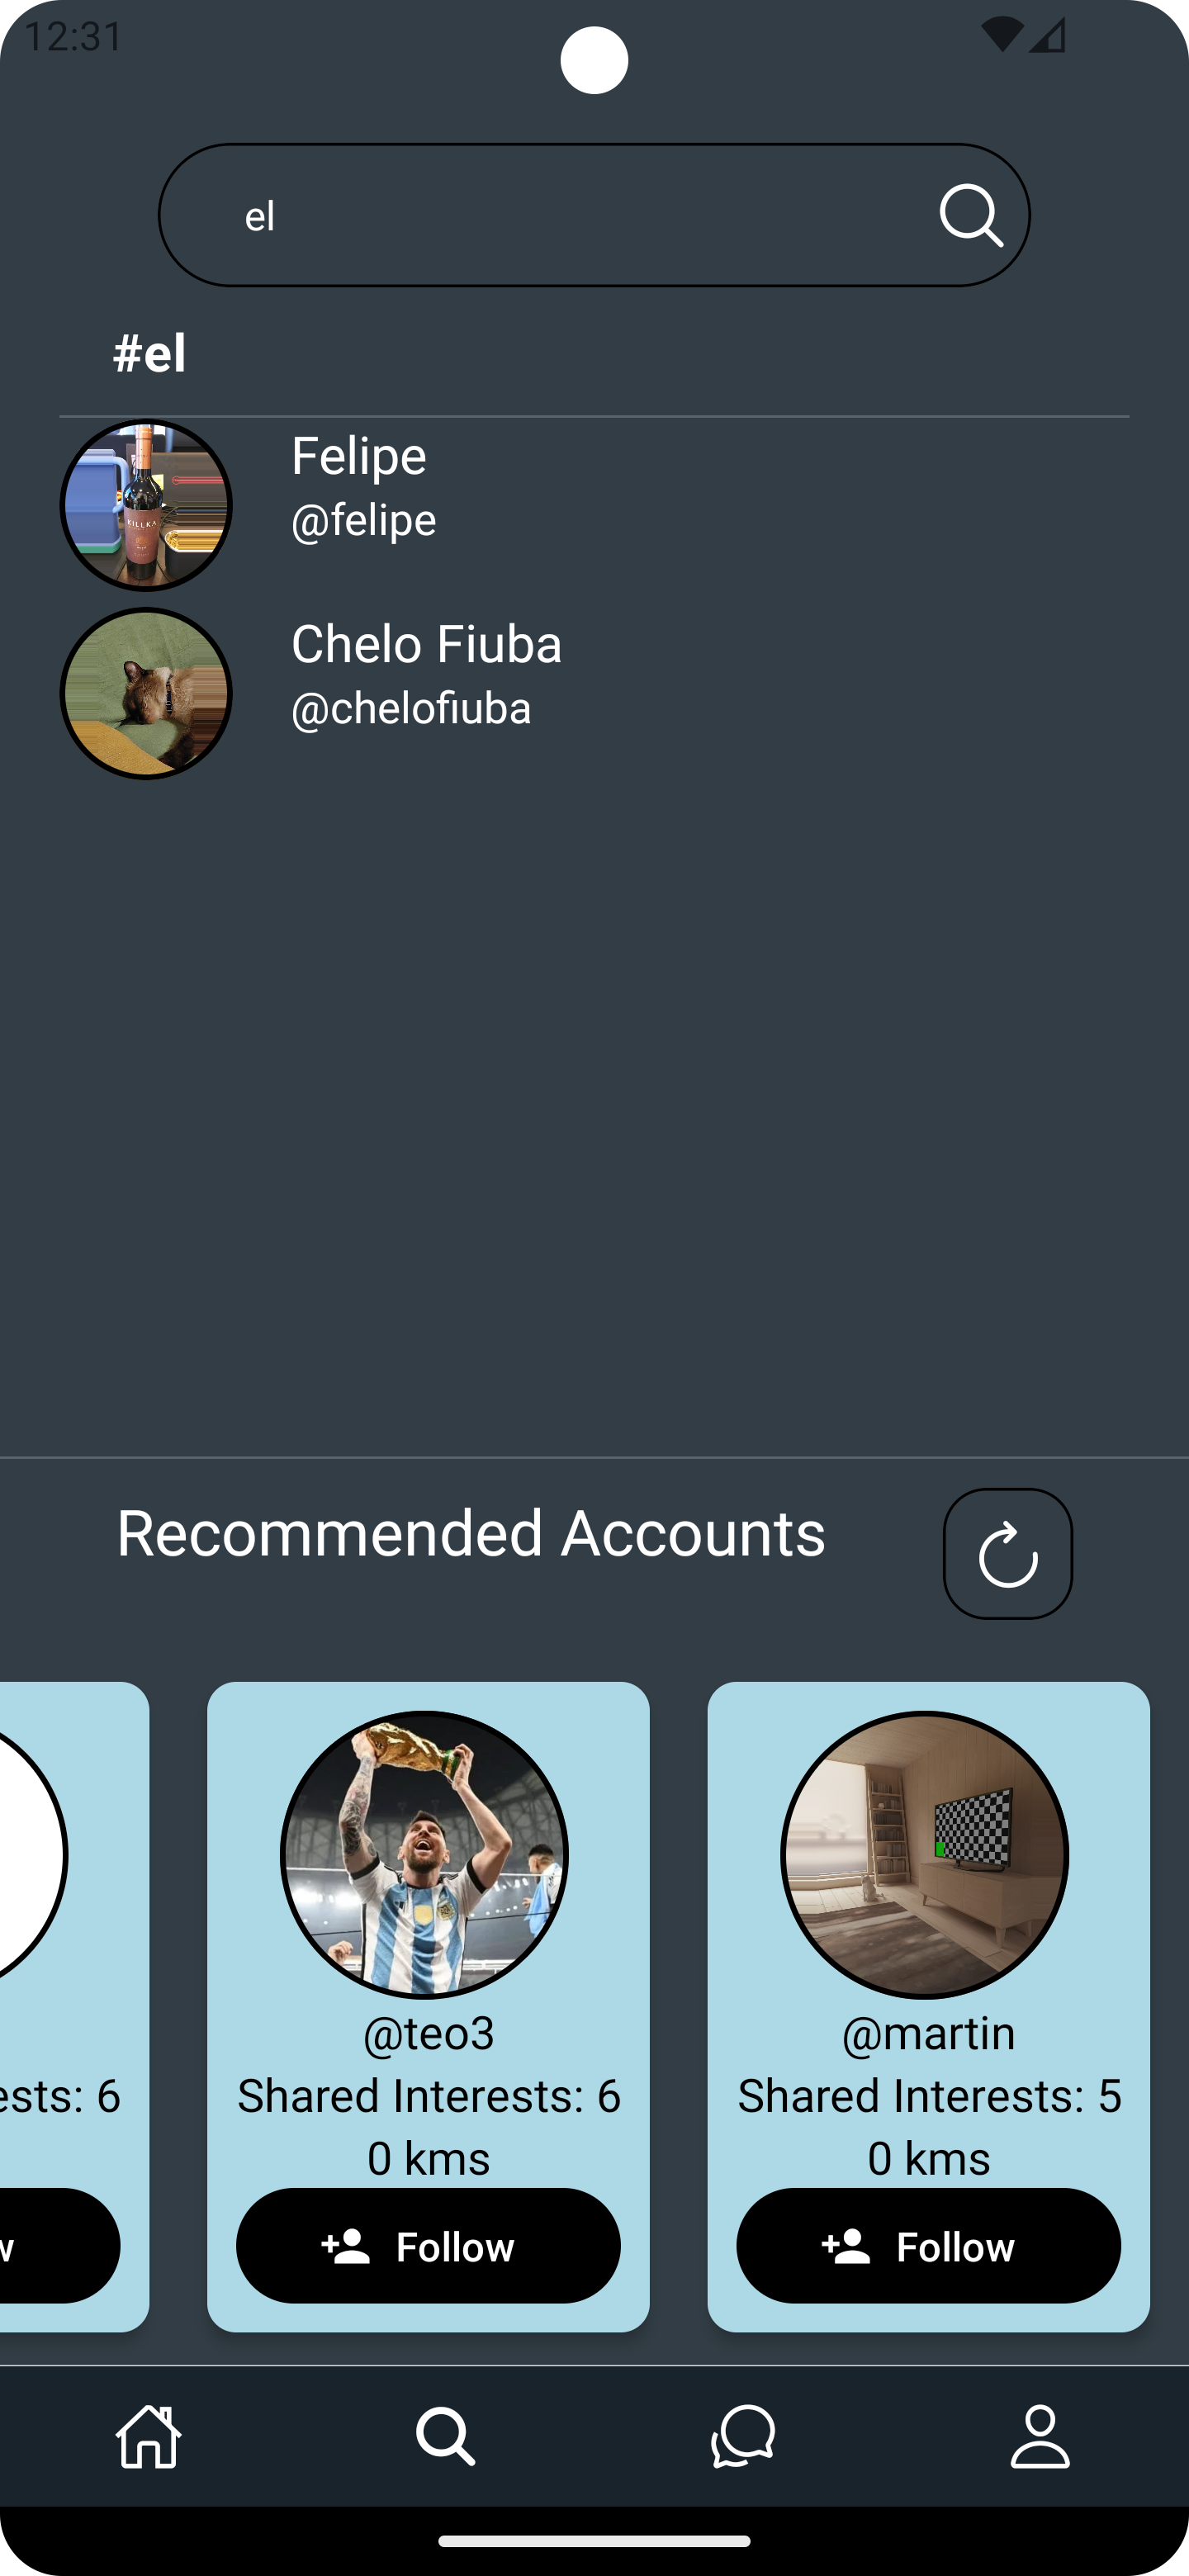 12:31
el
#el
KILLKA
Felipe
@felipe
Chelo Fiuba
@chelofiuba
Recommended Accounts
@teo3
@martin
ests: 6
Shared Interests: 6
Shared Interests: 5
0 kms
0 kms
w
Follow
Follow